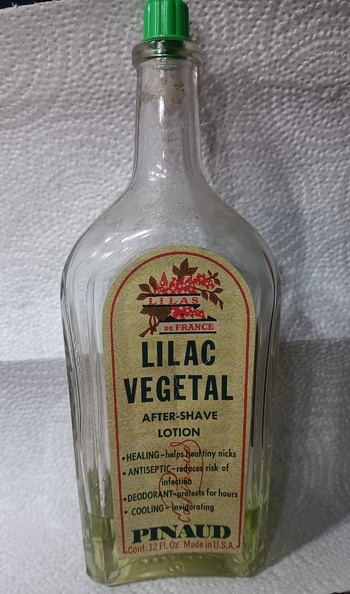 LILAS
DE FRANCE
LILAC
VEGETAL
AFTER-SHAVE
LOTION
•HEALING–helps heal tiny nicks
•ANTISEPTIC–reduces risk of
infection
•DEODORANT–protects for hours
•COOLING–Invigorating
PINAUD
Cont. 12 Fl. Oz. Made in U.S.A.